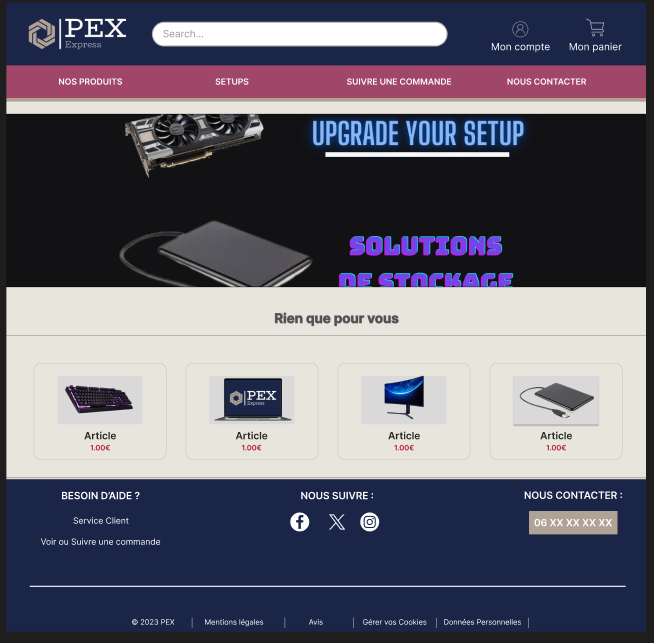 PEX
Express
Search...
Mon compte
Mon panier
NOS PRODUITS
SETUPS
SUIVRE UNE COMMANDE
NOUS CONTACTER
UPGRADE YOUR SETUP
SOLUTIONS
DE STOCKAGE
Rien que pour vous
Article
1.00€
PEX
Express
Article
1.00€
Article
1.00€
Article
1.00€
BESOIN D'AIDE ?
Service Client
Voir ou Suivre une commande
NOUS SUIVRE :
NOUS CONTACTER :
06 XX XX XX XX
© 2023 PEX | Mentions légales | Avis | Gérer vos Cookies | Données Personnelles |